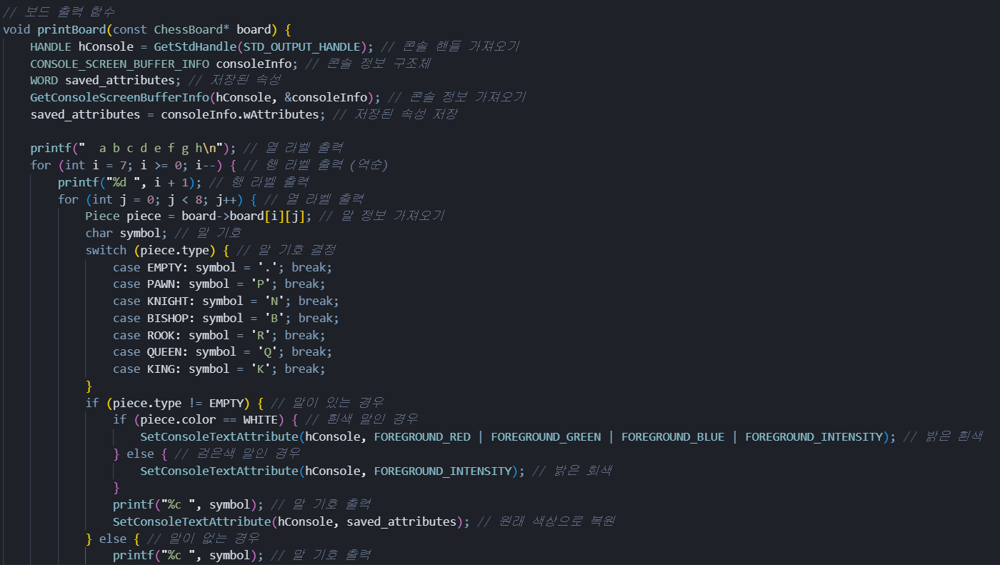 // 보드 출력 함수
void printBoard(const ChessBoard* board) {
    HANDLE hConsole = GetStdHandle(STD_OUTPUT_HANDLE); // 콘솔 핸들 가져오기
    CONSOLE_SCREEN_BUFFER_INFO consoleInfo; // 콘솔 정보 구조체
    WORD saved_attributes; // 저장된 속성
    GetConsoleScreenBufferInfo(hConsole, &consoleInfo); // 콘솔 정보 가져오기
    saved_attributes = consoleInfo.wAttributes; // 저장된 속성 저장
    printf("  a b c d e f g h\n"); // 열 라벨 출력
    for (int i = 7; i >= 0; i--) { // 행 라벨 출력 (역순)
        printf("%d ", i + 1); // 행 라벨 출력
        for (int j = 0; j < 8; j++) { // 열 라벨 출력
            Piece piece = board->board[i][j]; // 말 정보 가져오기
            char symbol; // 말 기호
            switch (piece.type) { // 말 기호 결정
                case EMPTY: symbol = '.'; break;
                case PAWN: symbol = 'P'; break;
                case KNIGHT: symbol = 'N'; break;
                case BISHOP: symbol = 'B'; break;
                case ROOK: symbol = 'R'; break;
                case QUEEN: symbol = 'Q'; break;
                case KING: symbol = 'K'; break;
            }
            if (piece.type != EMPTY) { // 말이 있는 경우
                if (piece.color == WHITE) { // 흰색 말인 경우
                    SetConsoleTextAttribute(hConsole, FOREGROUND_RED | FOREGROUND_GREEN | FOREGROUND_BLUE | FOREGROUND_INTENSITY); // 밝은 흰색
                } else { // 검은색 말인 경우
                    SetConsoleTextAttribute(hConsole, FOREGROUND_INTENSITY); // 밝은 회색
                }
                printf("%c ", symbol); // 말 기호 출력
                SetConsoleTextAttribute(hConsole, saved_attributes); // 원래 색상으로 복원
            } else { // 말이 없는 경우
                printf("%c ", symbol); // 말 기호 출력